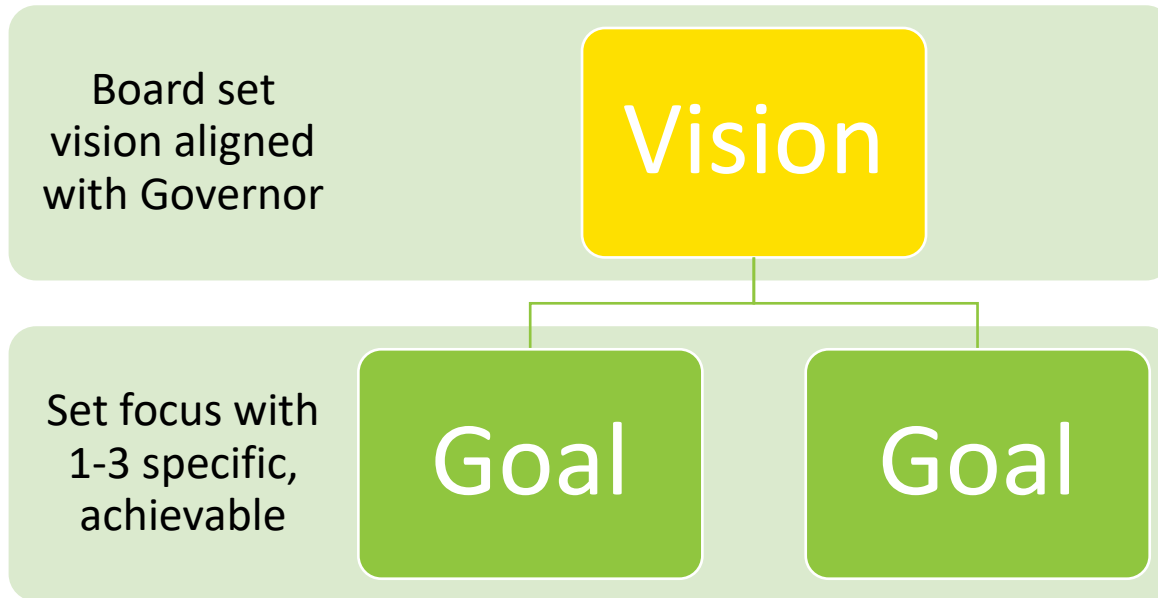 Board set
vision aligned
with Governor
Vision
Set focus with
1-3 specific,
achievable
Goal
Goal